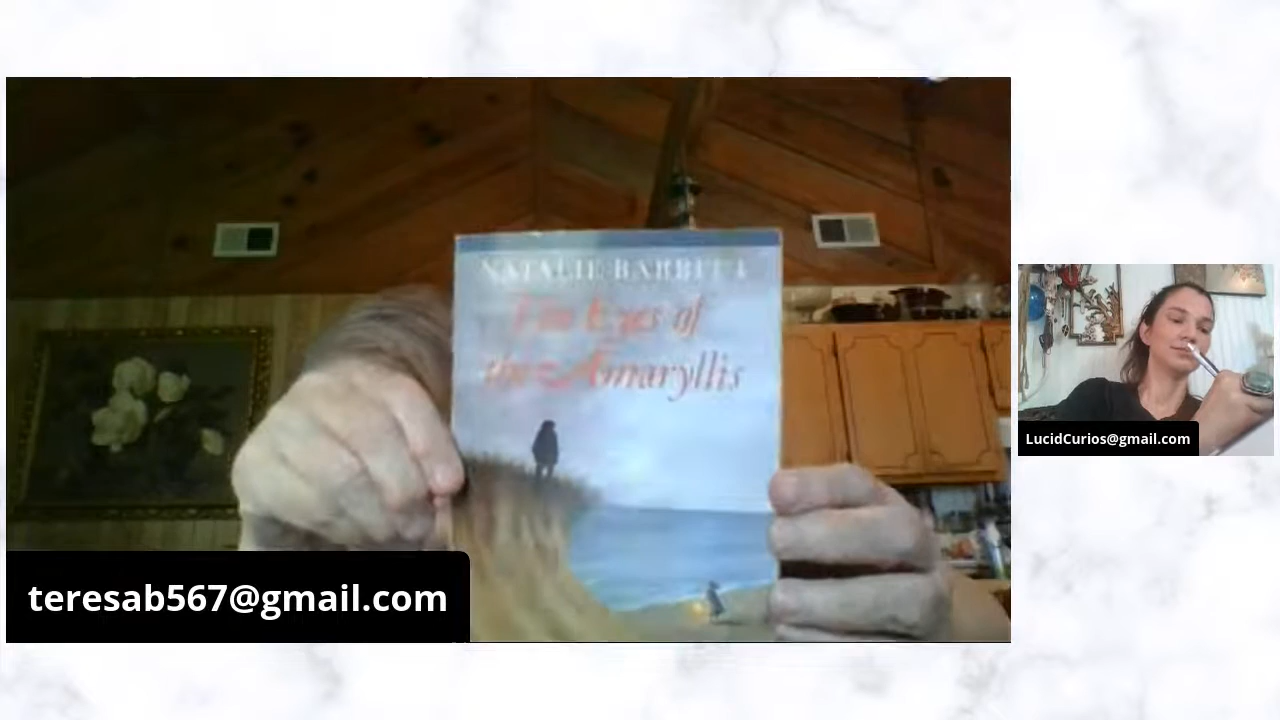 NATALIE BABBITT
The Eyes of
the Amaryllis
teresab567@gmail.com
LucidCurios@gmail.com